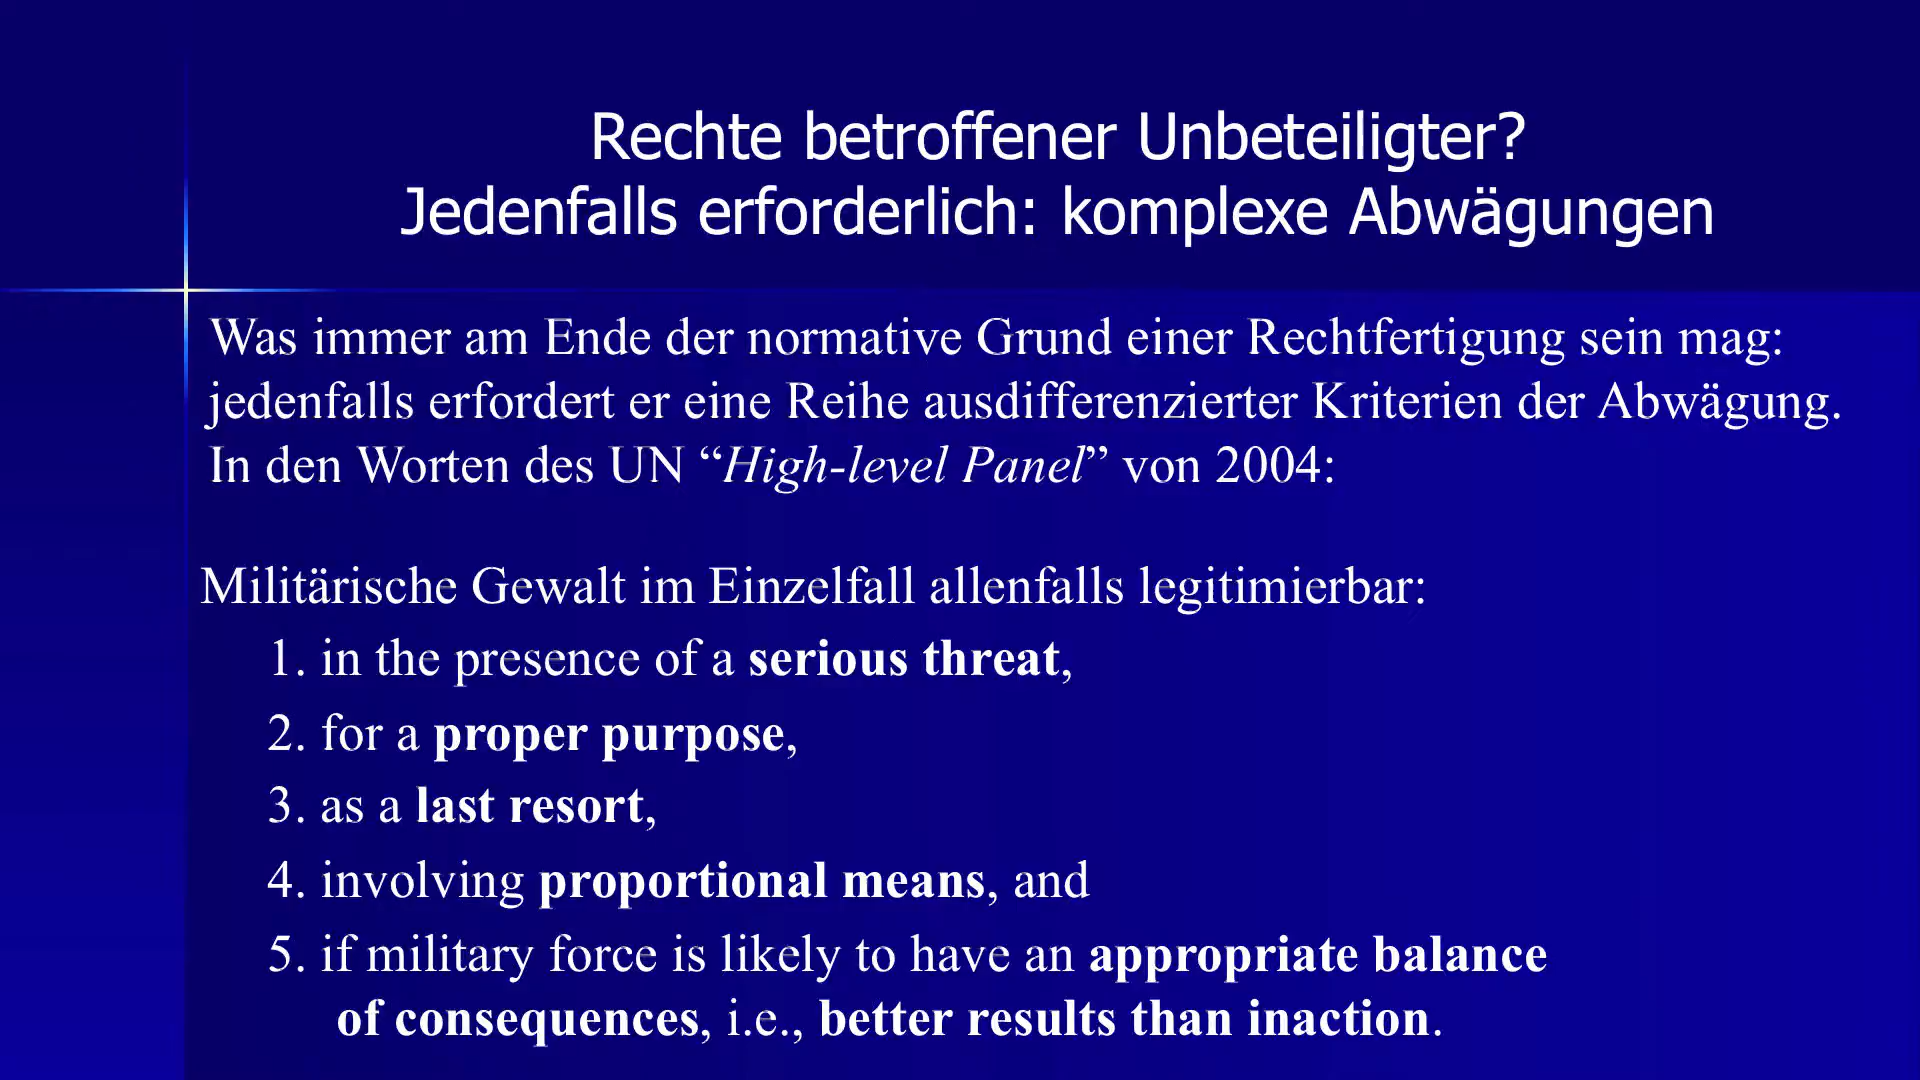 Rechte betroffener Unbeteiligter?
Jedenfalls erforderlich: komplexe Abwägungen
Was immer am Ende der normative Grund einer Rechtfertigung sein mag:
jedenfalls erfordert er eine Reihe ausdifferenzierter Kriterien der Abwägung.
In den Worten des UN “High-level Panel” von 2004:
Militärische Gewalt im Einzelfall allenfalls legitimierbar:
1. in the presence of a serious threat,
2. for a proper purpose,
3. as a last resort,
4. involving proportional means, and
5. if military force is likely to have an appropriate balance
of consequences, i.e., better results than inaction.